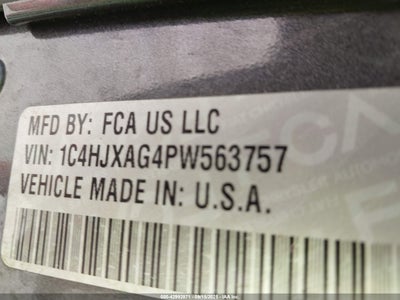 MFD BY: FCA US LLC
VIN: 1C4HJXAG4PW563757
VEHICLE MADE IN: U.S.A.